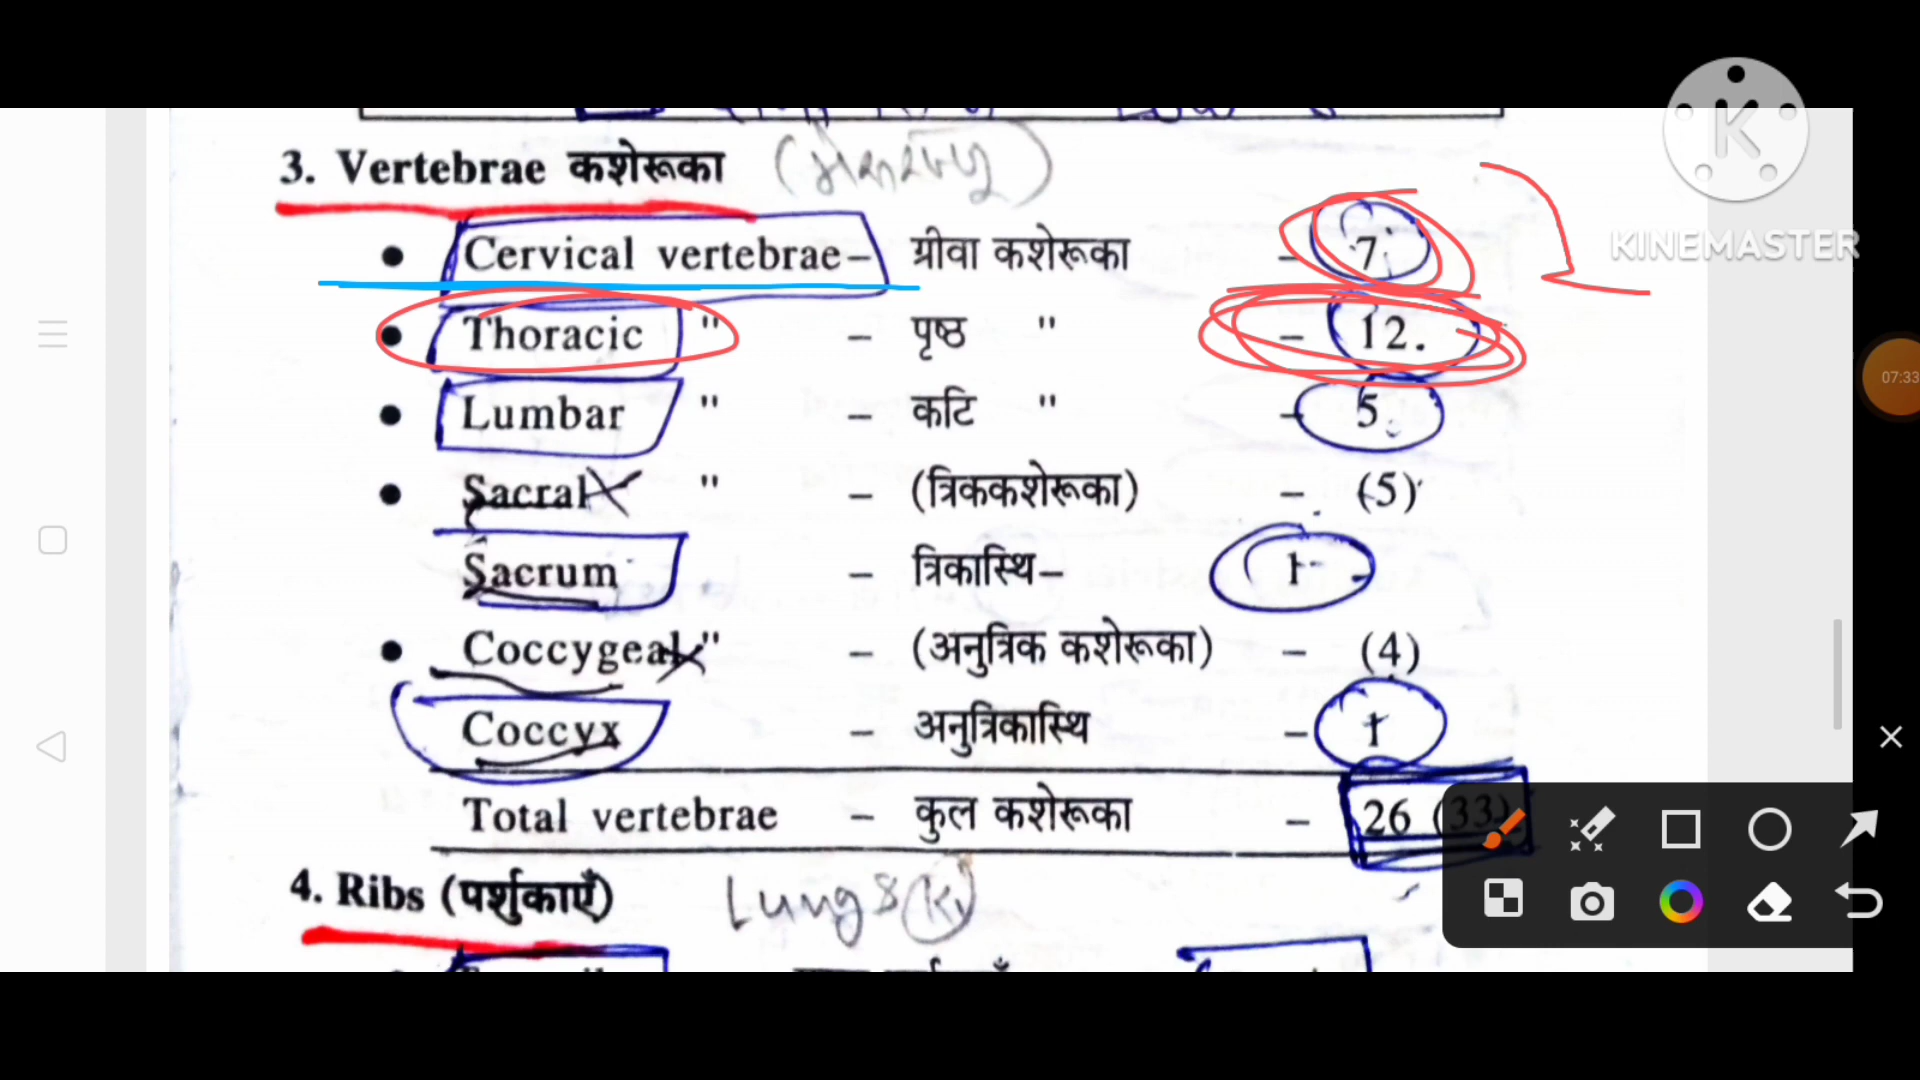 KINEMASTER
3. Vertebrae कशेरूका
• Cervical vertebrae – ग्रीवा कशेरूका – 7
• Thoracic " – पृष्ठ " – 12.
• Lumbar " – कटि " – 5
• Sacral " – (त्रिककशेरूका) – (5)
Sacrum – त्रिकास्थि – 1
• Coccygeal " – (अनुत्रिक कशेरूका) – (4)
Coccyx – अनुत्रिकास्थि – 1
Total vertebrae – कुल कशेरूका – 26 (33)
4. Ribs (पर्शुकाएँ) Lungs
07:33